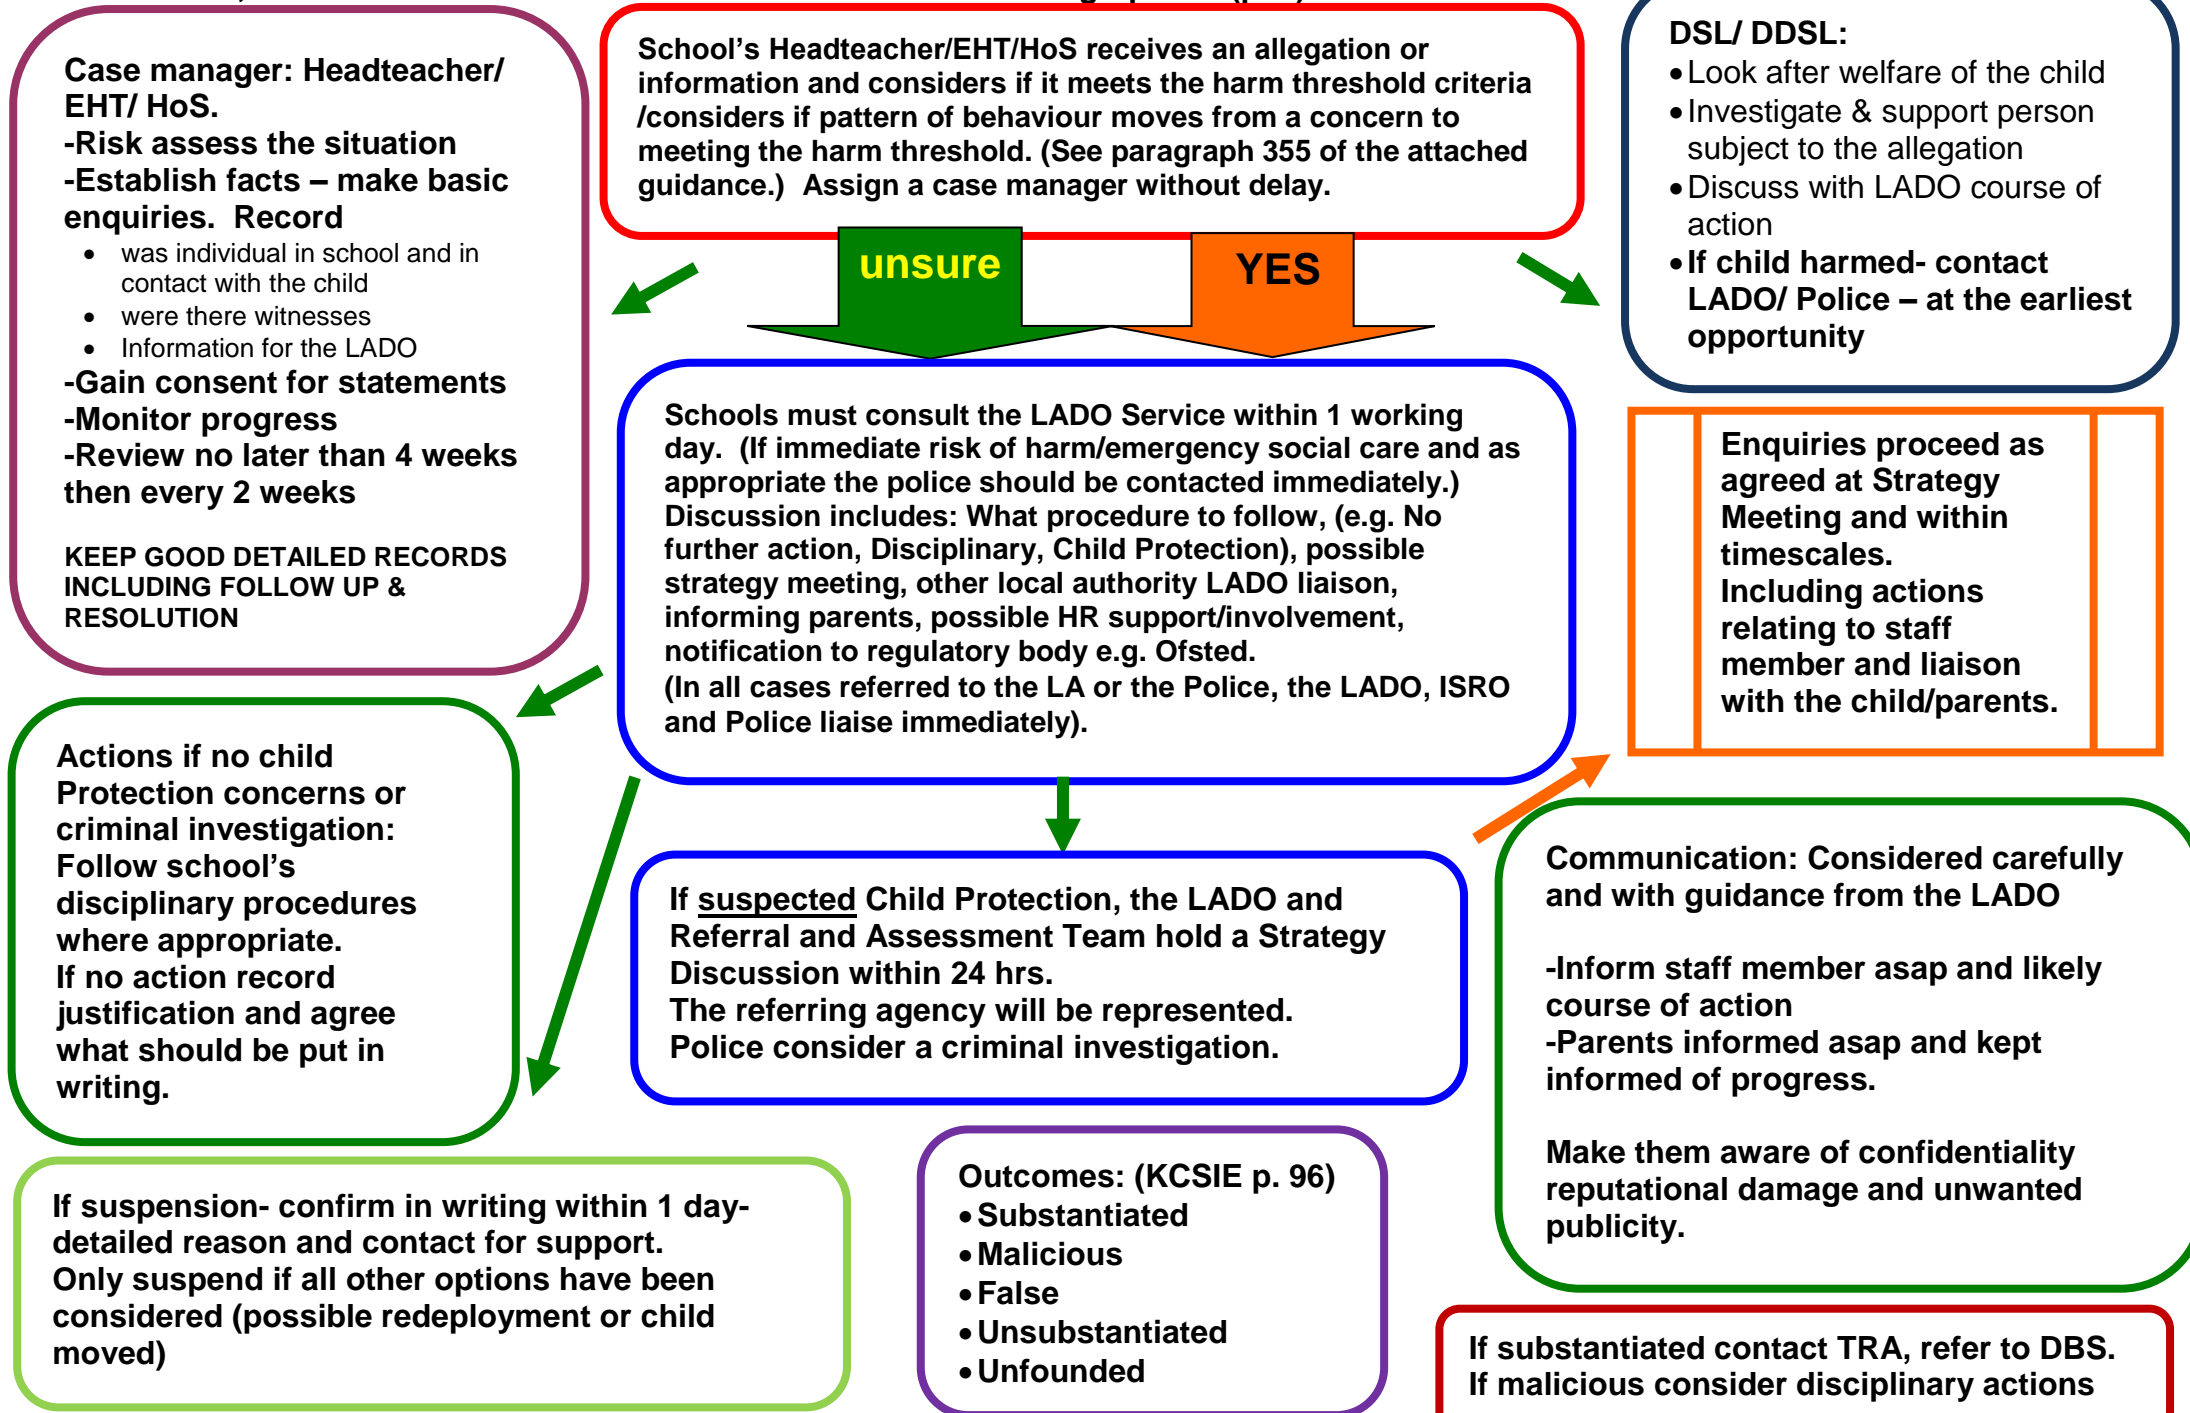 Case manager: Headteacher/
EHT/ HoS.
-Risk assess the situation
-Establish facts – make basic
enquiries.  Record
• was individual in school and in
contact with the child
• were there witnesses
• Information for the LADO
-Gain consent for statements
-Monitor progress
-Review no later than 4 weeks
then every 2 weeks
KEEP GOOD DETAILED RECORDS
INCLUDING FOLLOW UP &
RESOLUTION
School’s Headteacher/EHT/HoS receives an allegation or
information and considers if it meets the harm threshold criteria
/considers if pattern of behaviour moves from a concern to
meeting the harm threshold. (See paragraph 355 of the attached
guidance.)  Assign a case manager without delay.
DSL/ DDSL:
• Look after welfare of the child
• Investigate & support person
subject to the allegation
• Discuss with LADO course of
action
• If child harmed- contact
LADO/ Police – at the earliest
opportunity
unsure
YES
Schools must consult the LADO Service within 1 working
day.  (If immediate risk of harm/emergency social care and as
appropriate the police should be contacted immediately.)
Discussion includes: What procedure to follow, (e.g. No
further action, Disciplinary, Child Protection), possible
strategy meeting, other local authority LADO liaison,
informing parents, possible HR support/involvement,
notification to regulatory body e.g. Ofsted.
(In all cases referred to the LA or the Police, the LADO, ISRO
and Police liaise immediately).
Enquiries proceed as
agreed at Strategy
Meeting and within
timescales.
Including actions
relating to staff
member and liaison
with the child/parents.
Actions if no child
Protection concerns or
criminal investigation:
Follow school’s
disciplinary procedures
where appropriate.
If no action record
justification and agree
what should be put in
writing.
If suspected Child Protection, the LADO and
Referral and Assessment Team hold a Strategy
Discussion within 24 hrs.
The referring agency will be represented.
Police consider a criminal investigation.
Communication: Considered carefully
and with guidance from the LADO
-Inform staff member asap and likely
course of action
-Parents informed asap and kept
informed of progress.
Make them aware of confidentiality
reputational damage and unwanted
publicity.
If suspension- confirm in writing within 1 day-
detailed reason and contact for support.
Only suspend if all other options have been
considered (possible redeployment or child
moved)
Outcomes: (KCSIE p. 96)
• Substantiated
• Malicious
• False
• Unsubstantiated
• Unfounded
If substantiated contact TRA, refer to DBS.
If malicious consider disciplinary actions